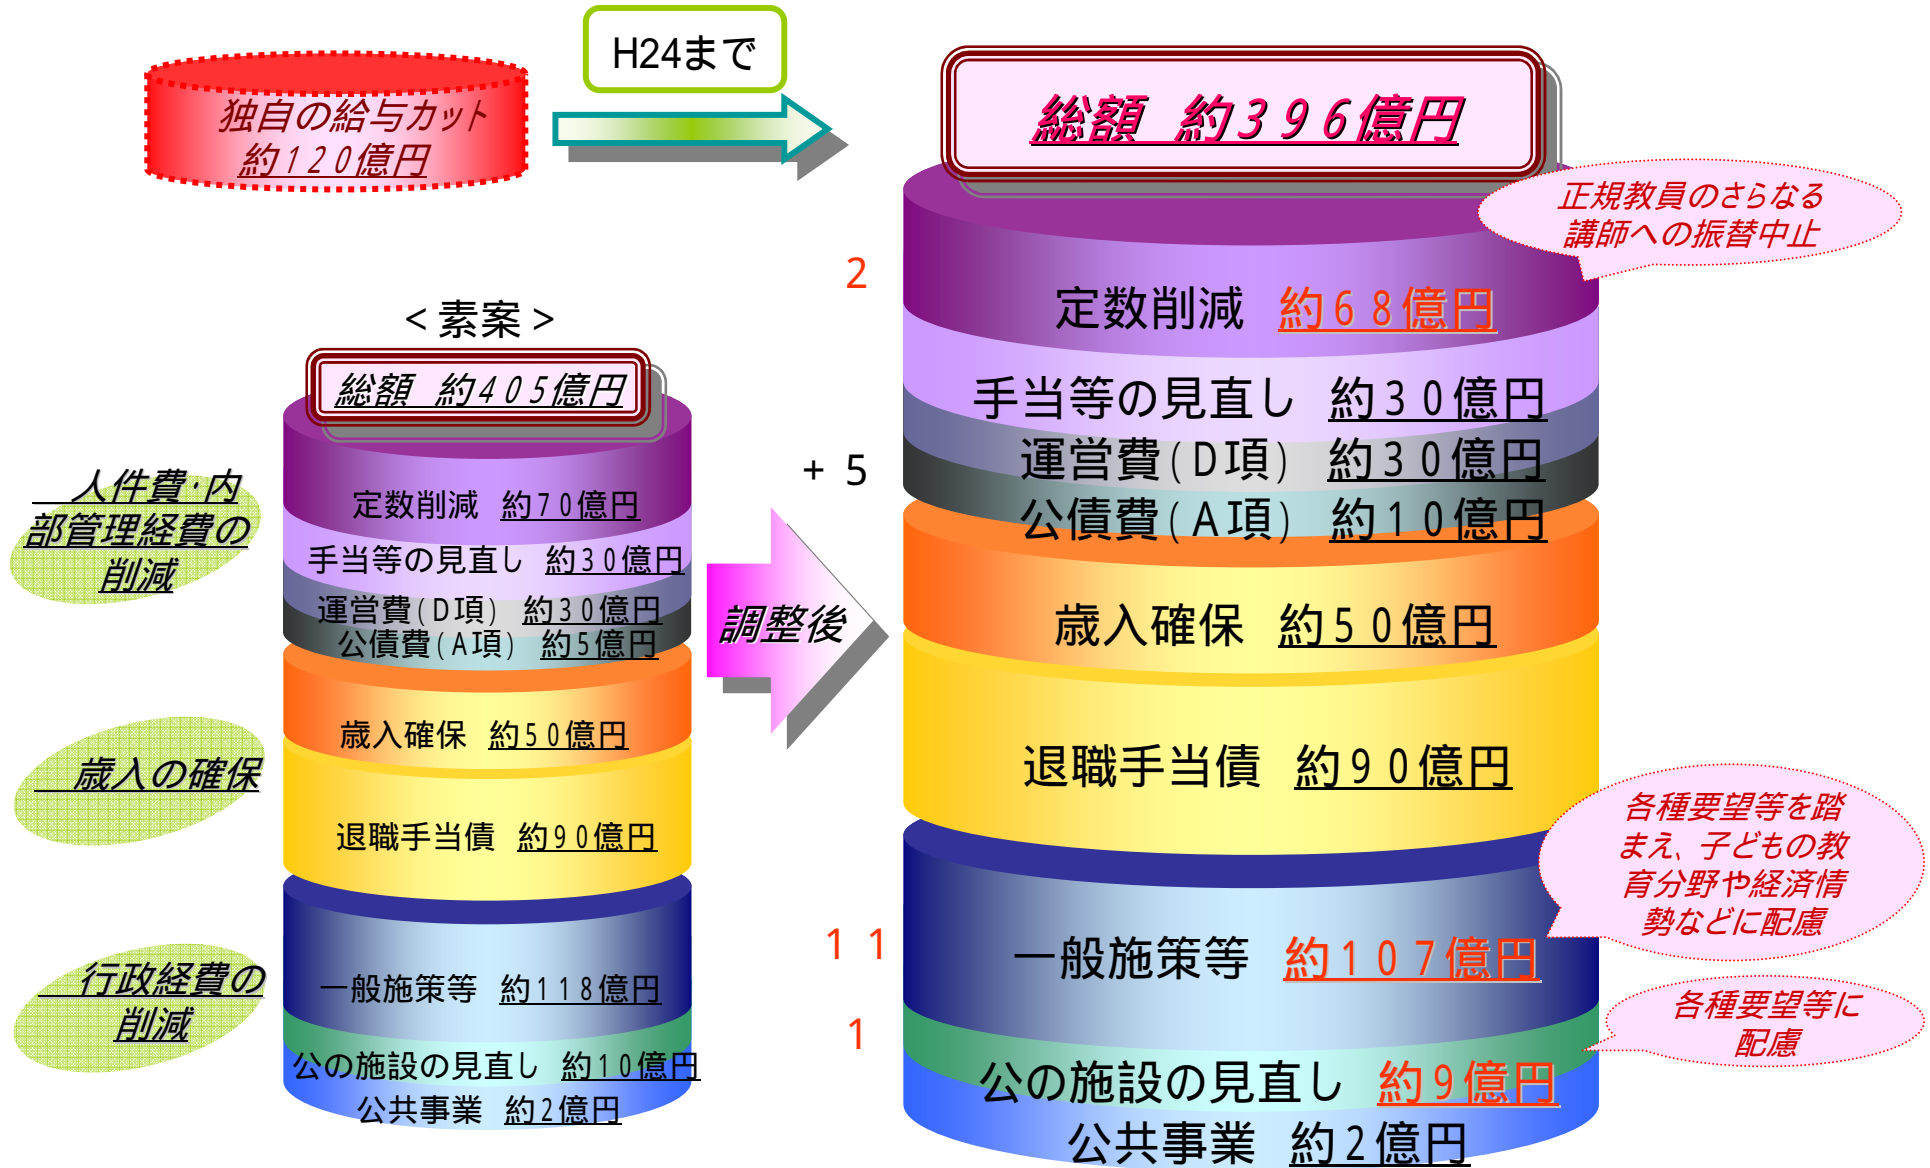 独自の給与カット
約120億円
H24まで
総額 約396億円
正規教員のさらなる
講師への振替中止
2
定数削減 約68億円
手当等の見直し 約30億円
+5
運営費(D項) 約30億円
公債費(A項) 約10億円
歳入確保 約50億円
退職手当債 約90億円
11
一般施策等 約107億円
各種要望等を踏
まえ、子どもの教
育分野や経済情
勢などに配慮
1
公の施設の見直し 約9億円
各種要望等に
配慮
公共事業 約2億円
<素案>
総額 約405億円
人件費・内
部管理経費の
削減
定数削減 約70億円
手当等の見直し 約30億円
運営費(D項) 約30億円
公債費(A項) 約5億円
調整後
歳入の確保
歳入確保 約50億円
退職手当債 約90億円
行政経費の
削減
一般施策等 約118億円
公の施設の見直し 約10億円
公共事業 約2億円